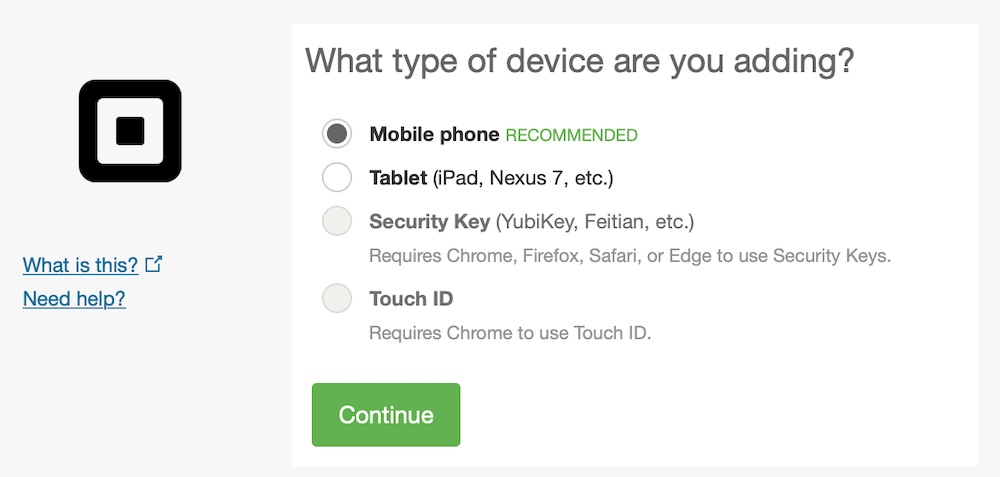 What type of device are you adding?
Mobile phone RECOMMENDED
Tablet (iPad, Nexus 7, etc.)
Security Key (YubiKey, Feitian, etc.)
Requires Chrome, Firefox, Safari, or Edge to use Security Keys.
Touch ID
Requires Chrome to use Touch ID.
Continue
What is this?
Need help?